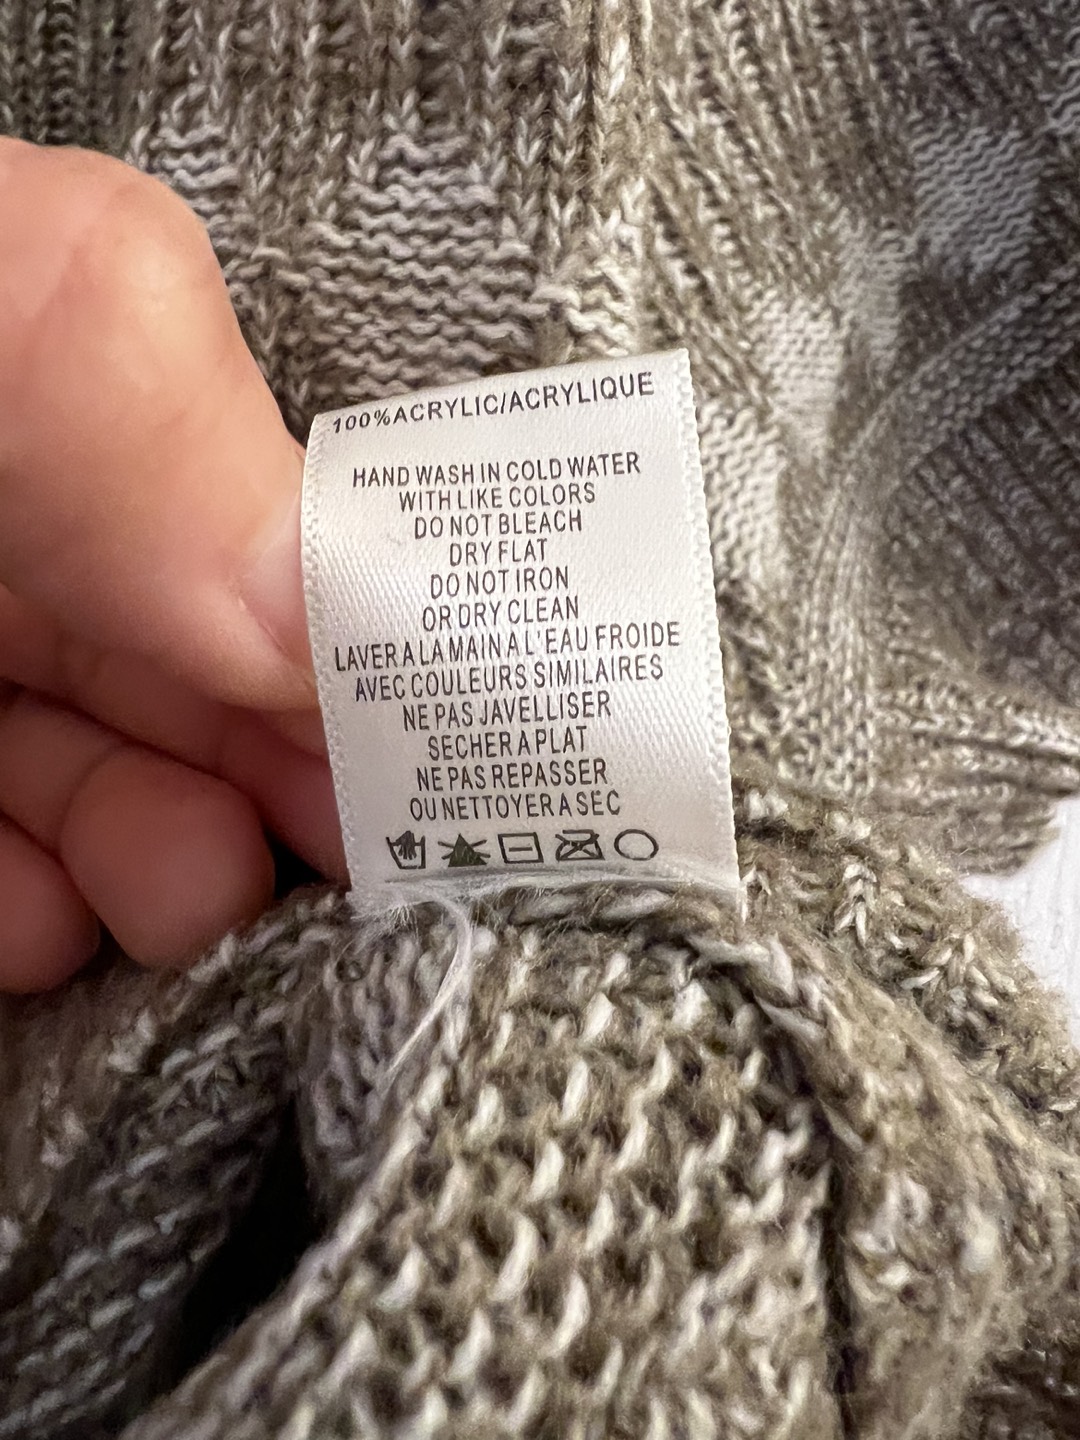 100%ACRYLIC/ACRYLIQUE
HAND WASH IN COLD WATER
WITH LIKE COLORS
DO NOT BLEACH
DRY FLAT
DO NOT IRON
OR DRY CLEAN
LAVER A LA MAIN A L'EAU FROIDE
AVEC COULEURS SIMILAIRES
NE PAS JAVELLISER
SECHER A PLAT
NE PAS REPASSER
OU NETTOYER A SEC